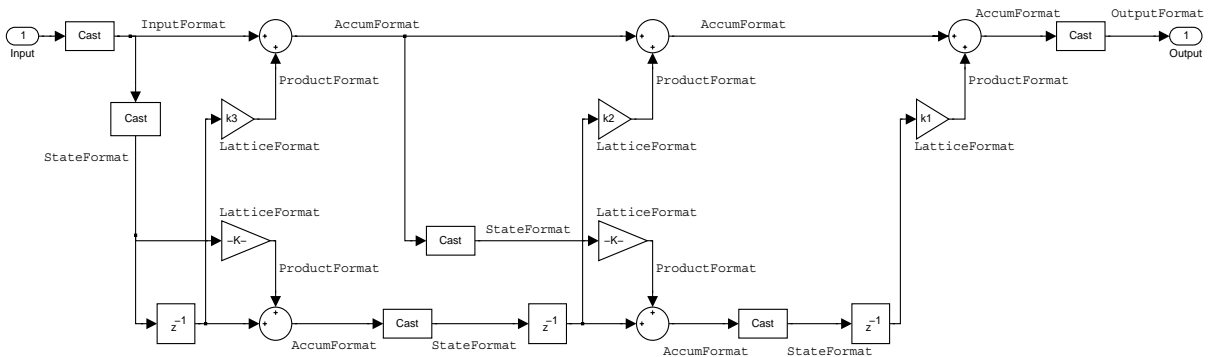 InputFormat
AccumFormat
AccumFormat
AccumFormat
OutputFormat
1
Input
Cast
+
+
+
+
+
+
Cast
1
Output
ProductFormat
ProductFormat
ProductFormat
Cast
k3
k2
k1
StateFormat
LatticeFormat
LatticeFormat
LatticeFormat
LatticeFormat
LatticeFormat
–K–
Cast
StateFormat
–K–
ProductFormat
ProductFormat
z⁻¹
+
+
Cast
z⁻¹
+
+
Cast
z⁻¹
AccumFormat
StateFormat
AccumFormat
StateFormat